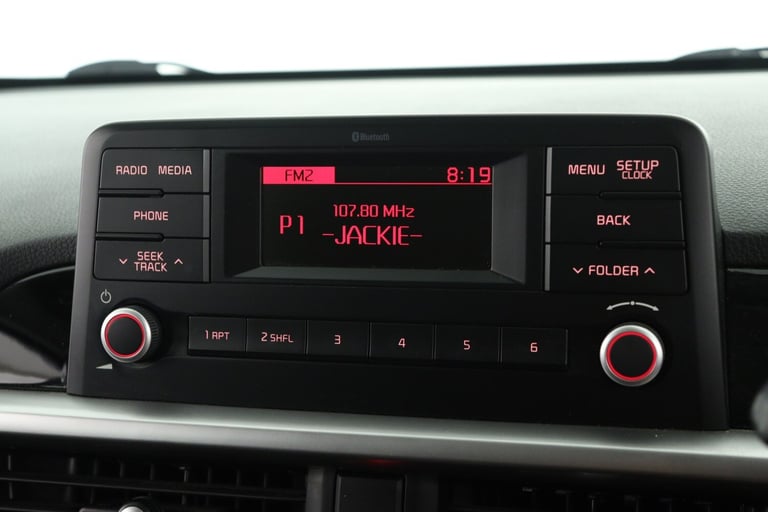 Bluetooth
RADIO MEDIA
PHONE
SEEK
TRACK
FM2 8:19
107.80 MHz
P1 -JACKIE-
MENU SETUP
CLOCK
BACK
FOLDER
1 RPT 2 SHFL 3 4 5 6